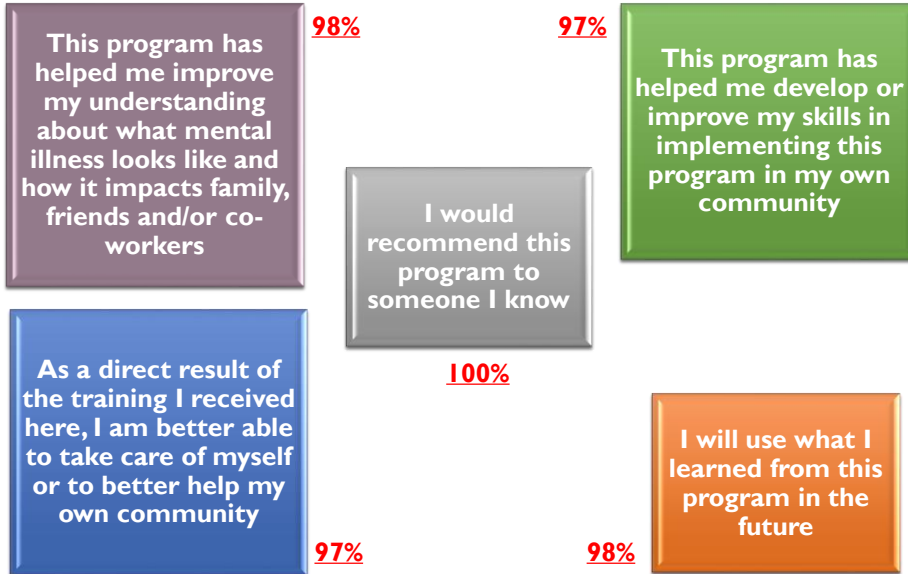 This program has
helped me improve
my understanding
about what mental
illness looks like and
how it impacts family,
friends and/or co-
workers
98%
97%
This program has
helped me develop or
improve my skills in
implementing this
program in my own
community
I would
recommend this
program to
someone I know
100%
As a direct result of
the training I received
here, I am better able
to take care of myself
or to better help my
own community
97%
98%
I will use what I
learned from this
program in the
future